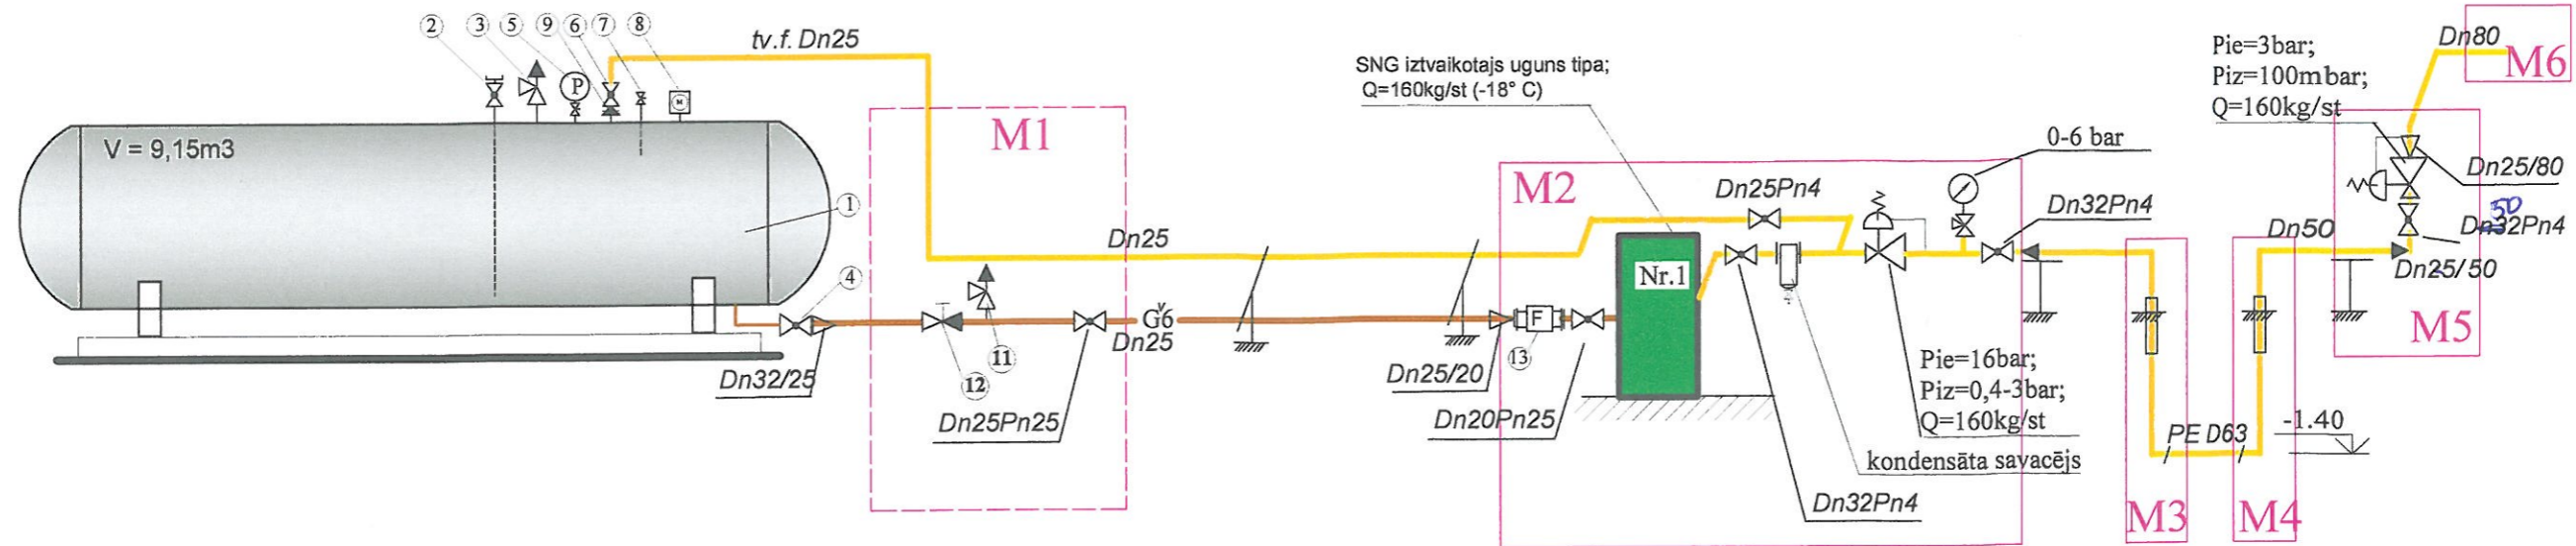 2 3 5 9 6 7 8
tv.f. Dn25
P
M
V = 9,15m3
1
4
Dn32/25
M1
12
11
Dn25Pn25
Dn25
Dn25
SNG iztvaikotajs uguns tipa;
Q=160kg/st (-18° C)
M2
Nr.1
Dn25/20
F
13
Dn20Pn25
Dn25Pn4
0-6 bar
Dn32Pn4
Pie=16bar;
Piz=0,4-3bar;
Q=160kg/st
kondensāta savacējs
Dn32Pn4
M3
PE D63
-1.40
M4
Dn50
Pie=3bar;
Piz=100mbar;
Q=160kg/st
Dn80
M6
Dn25/80
50
Dn32Pn4
Dn25/50
M5